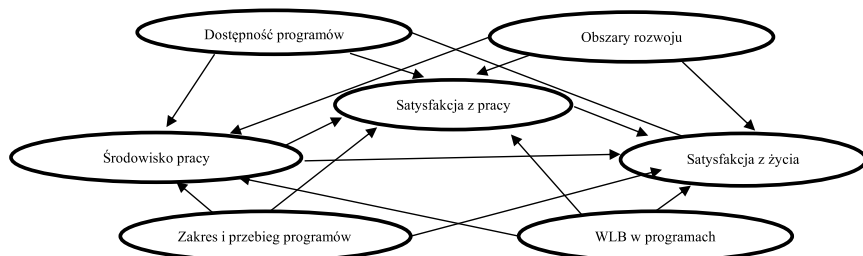 Dostępność programów
Obszary rozwoju
Satysfakcja z pracy
Środowisko pracy
Satysfakcja z życia
Zakres i przebieg programów
WLB w programach